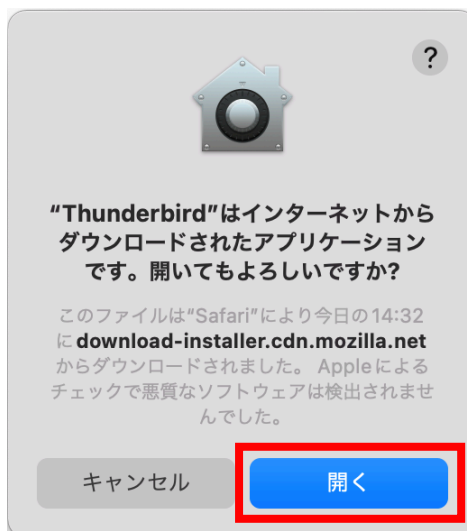 ?
“Thunderbird”はインターネットから
ダウンロードされたアプリケーション
です。開いてもよろしいですか?
このファイルは“Safari”により今日の14:32
にdownload-installer.cdn.mozilla.net
からダウンロードされました。 Appleによる
チェックで悪質なソフトウェアは検出されませ
んでした。
キャンセル 開く